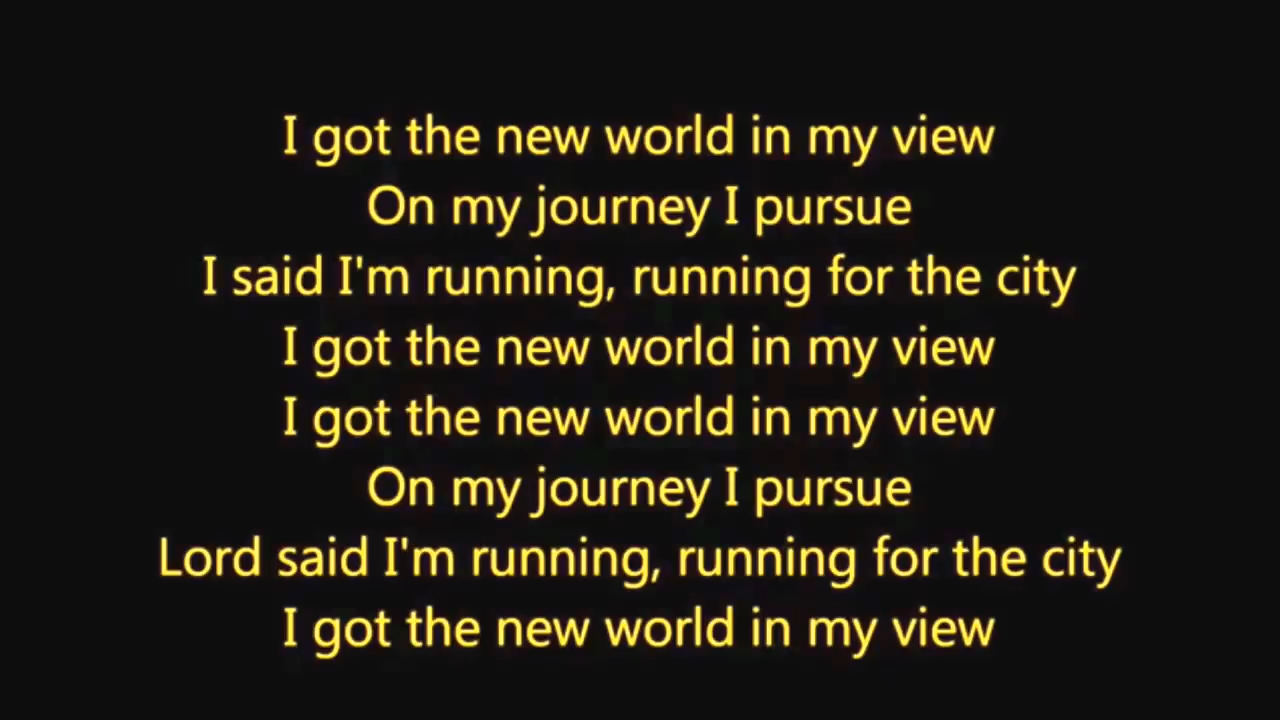 I got the new world in my view
On my journey I pursue
I said I'm running, running for the city
I got the new world in my view
I got the new world in my view
On my journey I pursue
Lord said I'm running, running for the city
I got the new world in my view